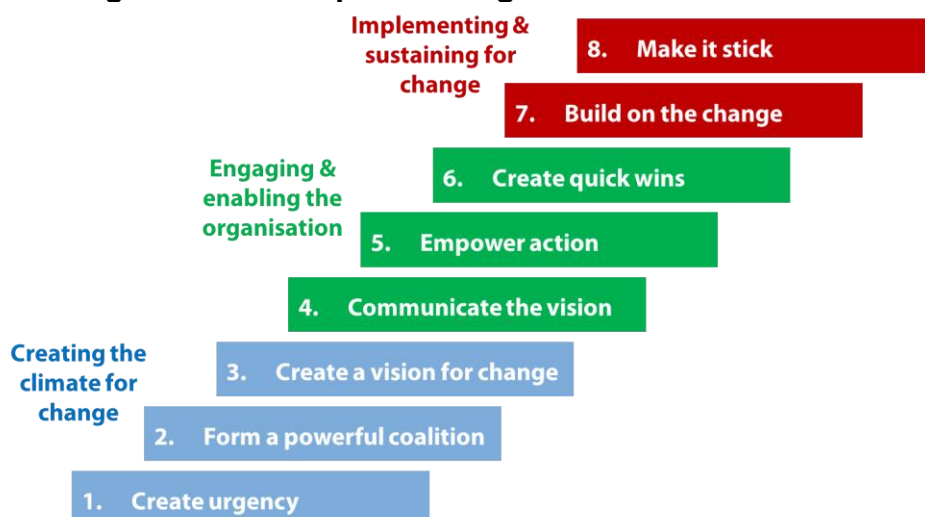 Implementing &
sustaining for
change
8. Make it stick
7. Build on the change
Engaging &
enabling the
organisation
6. Create quick wins
5. Empower action
4. Communicate the vision
Creating the
climate for
change
3. Create a vision for change
2. Form a powerful coalition
1. Create urgency